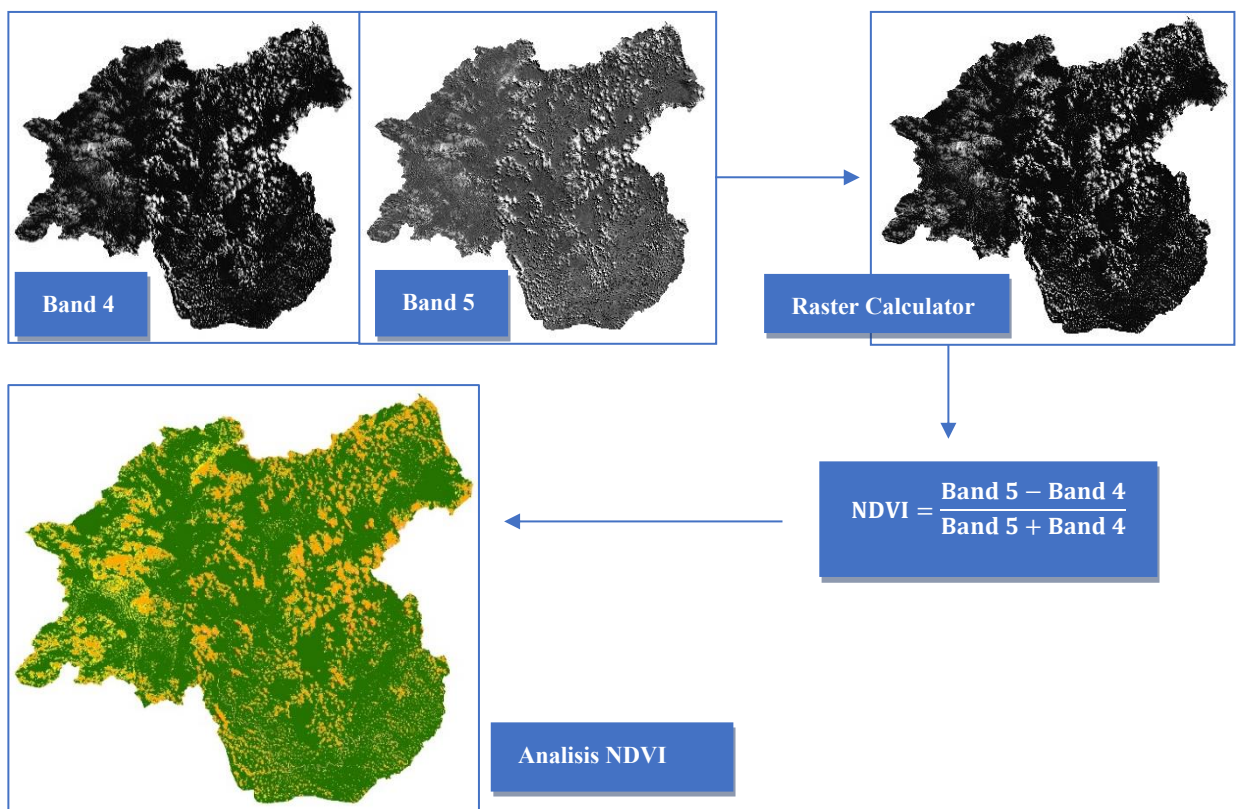 Band 4
Band 5
Raster Calculator
NDVI = Band 5 − Band 4
Band 5 + Band 4
Analisis NDVI